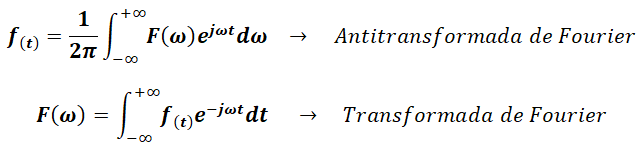 f₍t₎ = 1/2π ∫₋∞⁺∞ F(ω)e^{jωt}dω → Antitransformada de Fourier
F(ω) = ∫₋∞⁺∞ f₍t₎e^{−jωt}dt → Transformada de Fourier